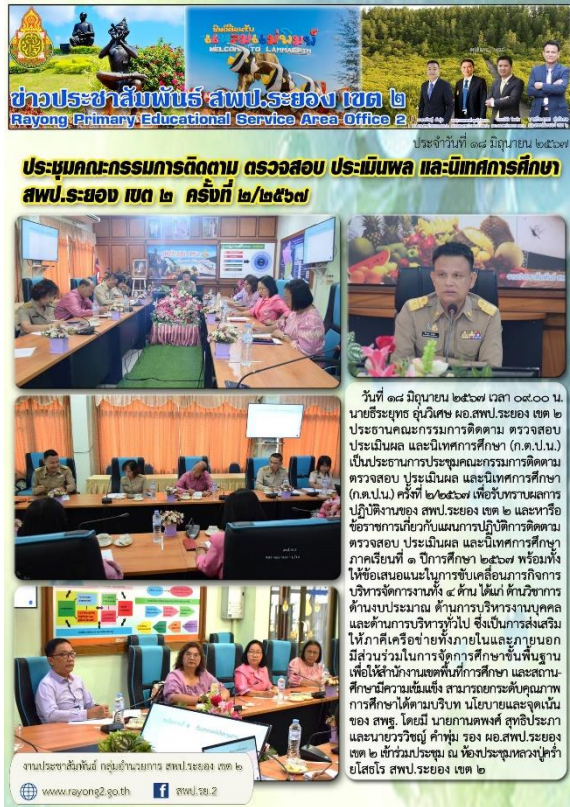 ยินดีต้อนรับ
แหลมแม่พิมพ์
WELCOME TO LAMMAEPIM
ข่าวประชาสัมพันธ์ สพป.ระยอง เขต ๒
Rayong Primary Educational Service Area Office 2
ประจำวันที่ ๑๘ มิถุนายน ๒๕๖๗
ประชุมคณะกรรมการติดตาม ตรวจสอบ ประเมินผล และนิเทศการศึกษา
สพป.ระยอง เขต ๒ ครั้งที่ ๒/๒๕๖๗
วันที่ ๑๘ มิถุนายน ๒๕๖๗ เวลา ๐๙.๐๐ น.
นายธีระยุทธ อุ่นวิเศษ ผอ.สพป.ระยอง เขต ๒
ประธานคณะกรรมการติดตาม ตรวจสอบ
ประเมินผล และนิเทศการศึกษา (ก.ต.ป.น.)
เป็นประธานการประชุมคณะกรรมการติดตาม
ตรวจสอบ ประเมินผล และนิเทศการศึกษา
(ก.ต.ป.น.) ครั้งที่ ๒/๒๕๖๗ เพื่อรับทราบผลการ
ปฏิบัติงานของ สพป.ระยอง เขต ๒ และหารือ
ข้อราชการเกี่ยวกับแผนการปฏิบัติการติดตาม
ตรวจสอบ ประเมินผล และนิเทศการศึกษา
ภาคเรียนที่ ๑ ปีการศึกษา ๒๕๖๗ พร้อมทั้ง
ให้ข้อเสนอแนะในการขับเคลื่อนภารกิจการ
บริหารจัดการงานทั้ง ๔ ด้าน ได้แก่ ด้านวิชาการ
ด้านงบประมาณ ด้านการบริหารงานบุคคล
และด้านการบริหารทั่วไป ซึ่งเป็นการส่งเสริม
ให้ภาคีเครือข่ายทั้งภายในและภายนอก
มีส่วนร่วมในการจัดการศึกษาขั้นพื้นฐาน
เพื่อให้สำนักงานเขตพื้นที่การศึกษา และสถาน-
ศึกษามีความเข้มแข็ง สามารถยกระดับคุณภาพ
การศึกษาได้ตามบริบท นโยบายและจุดเน้น
ของ สพฐ. โดยมี นายกานตพงศ์ สุทธิประภา
และนายวรวิชญ์ คำพุ่ม รอง ผอ.สพป.ระยอง
เขต ๒ เข้าร่วมประชุม ณ ห้องประชุมหลวงปู่คร่ำ
ยโสธโร สพป.ระยอง เขต ๒
งานประชาสัมพันธ์ กลุ่มอำนวยการ สพป.ระยอง เขต ๒
www.rayong2.go.th สพป.รย.2